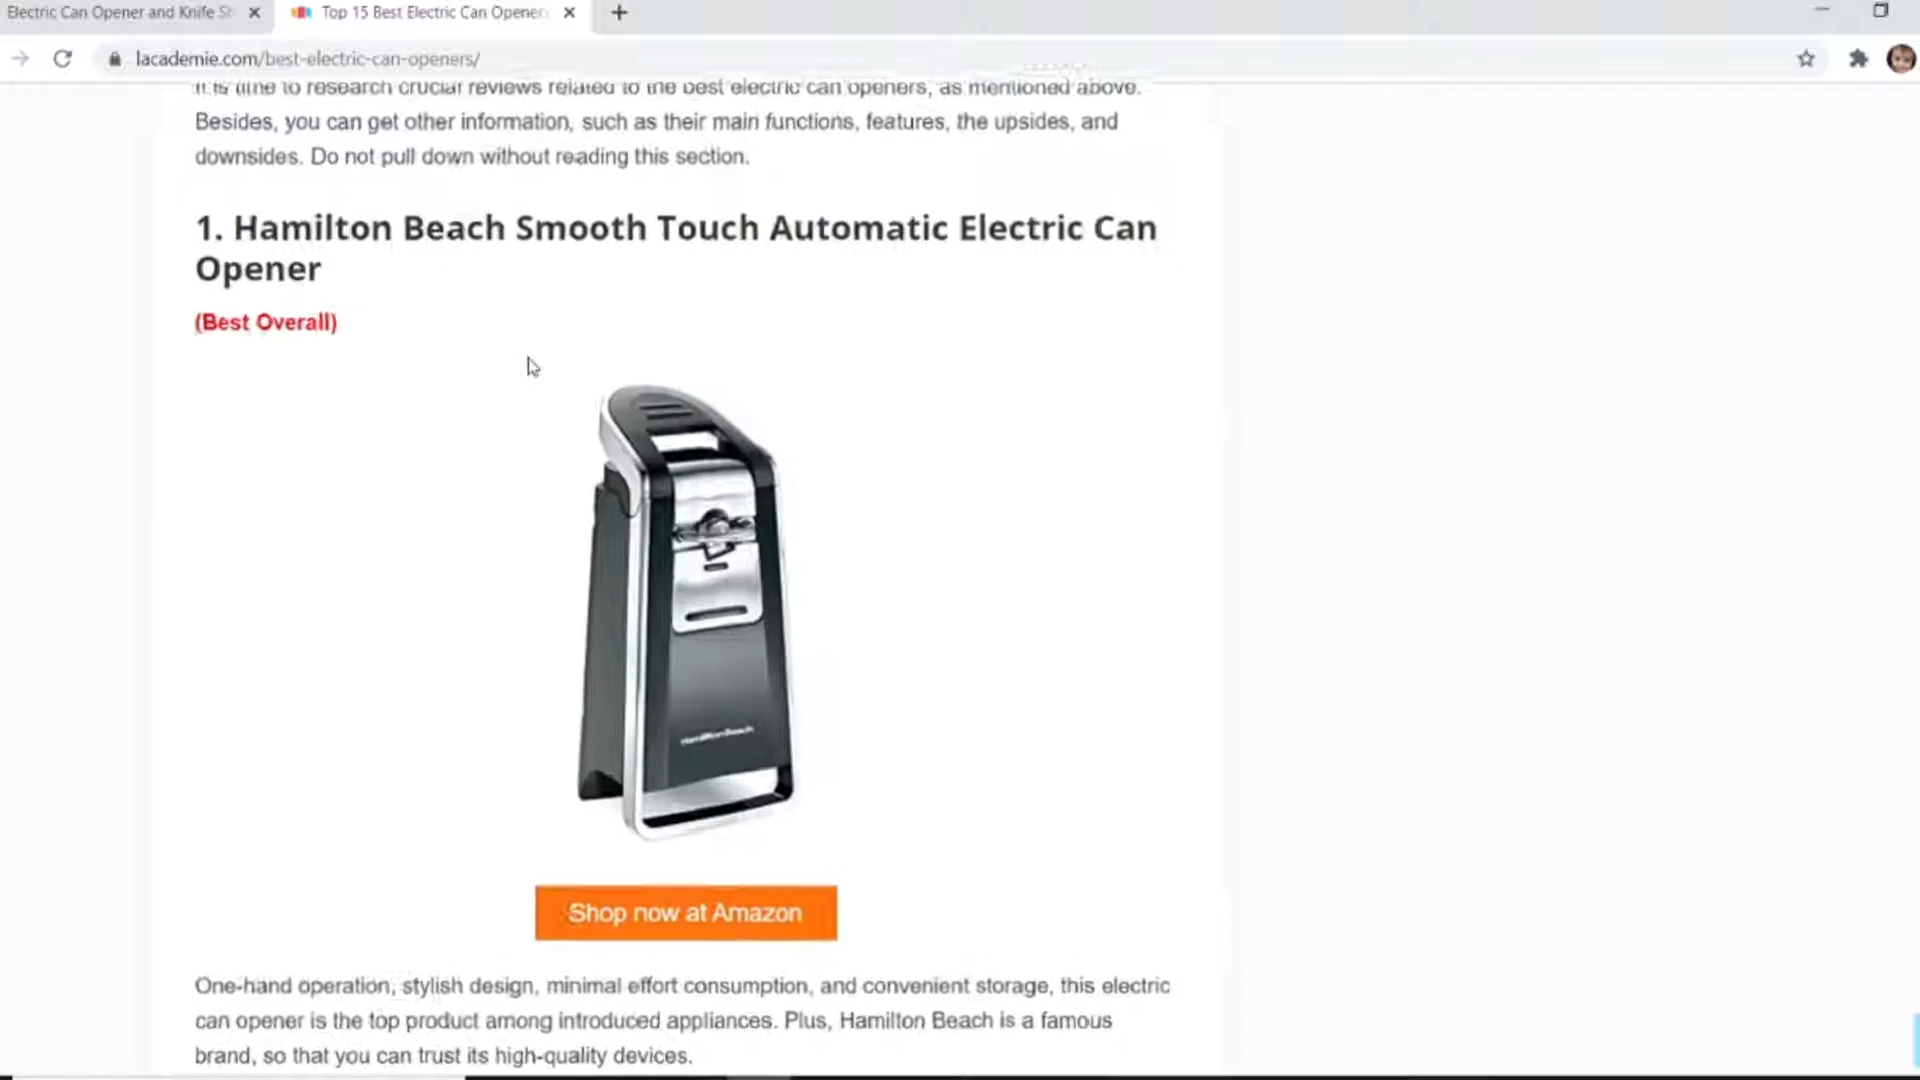 Electric Can Opener and Knife S
Top 15 Best Electric Can Opener
lacademie.com/best-electric-can-openers/
It is time to research crucial reviews related to the best electric can openers, as mentioned above.
Besides, you can get other information, such as their main functions, features, the upsides, and
downsides. Do not pull down without reading this section.
1. Hamilton Beach Smooth Touch Automatic Electric Can
Opener
(Best Overall)
Hamilton Beach
Shop now at Amazon
One-hand operation, stylish design, minimal effort consumption, and convenient storage, this electric
can opener is the top product among introduced appliances. Plus, Hamilton Beach is a famous
brand, so that you can trust its high-quality devices.